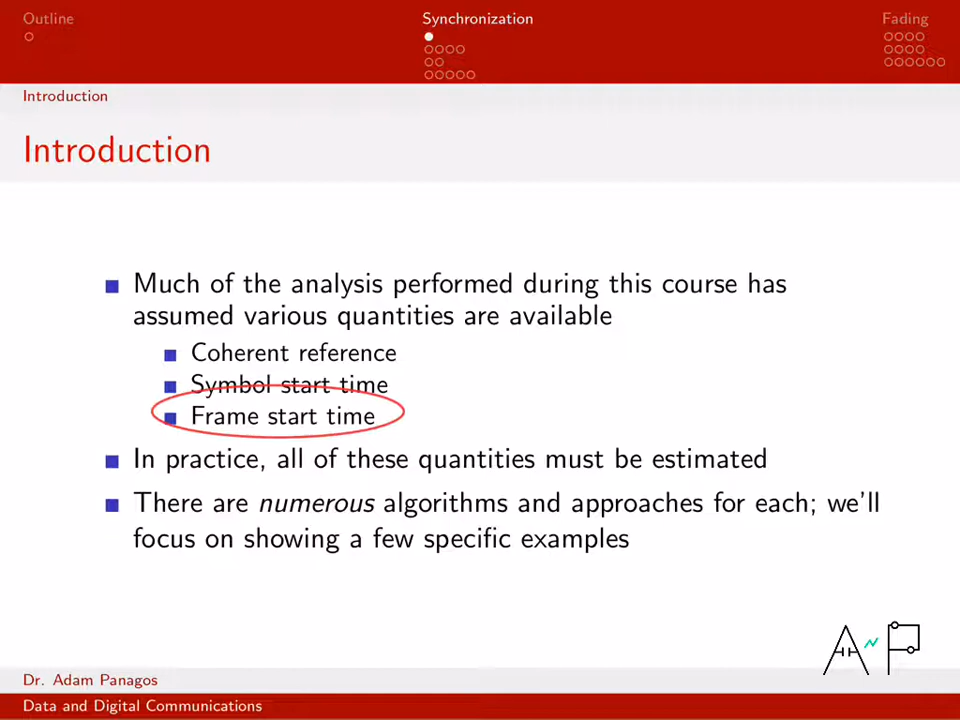 Outline
Synchronization
Fading
Introduction
Introduction
Much of the analysis performed during this course has
assumed various quantities are available
Coherent reference
Symbol start time
Frame start time
In practice, all of these quantities must be estimated
There are numerous algorithms and approaches for each; we'll
focus on showing a few specific examples
AP
Dr. Adam Panagos
Data and Digital Communications